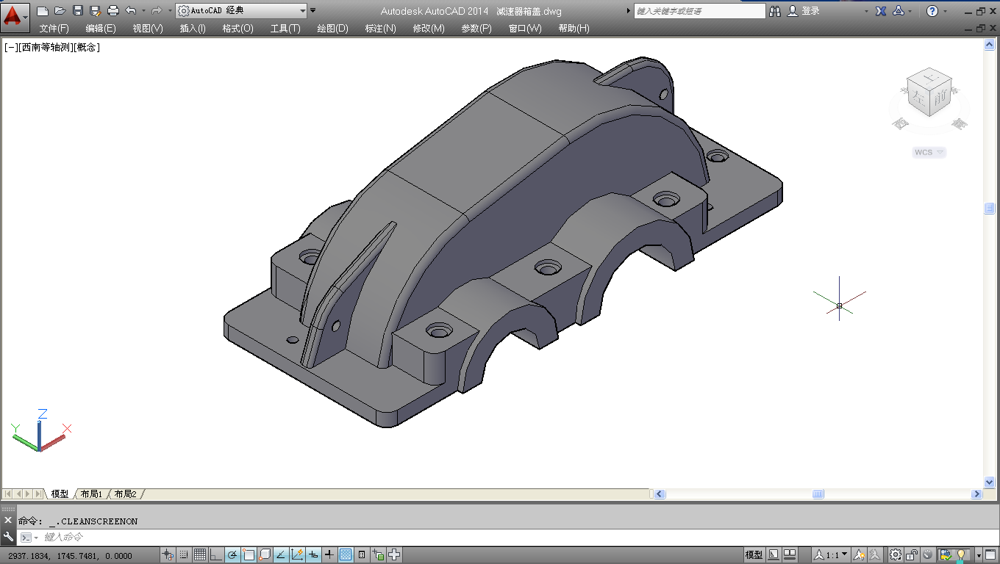 AutoCAD 经典
Autodesk AutoCAD 2014 减速器箱盖.dwg
键入关键字或短语
登录
文件(F) 编辑(E) 视图(V) 插入(I) 格式(O) 工具(T) 绘图(D) 标注(N) 修改(M) 参数(P) 窗口(W) 帮助(H)
[−][西南等轴测][概念]
上
左 前
西 南
WCS
Z
Y X
模型 布局1 布局2
命令: _.CLEANSCREENON
键入命令
2937.1834, 1745.7481, 0.0000
模型 1:1